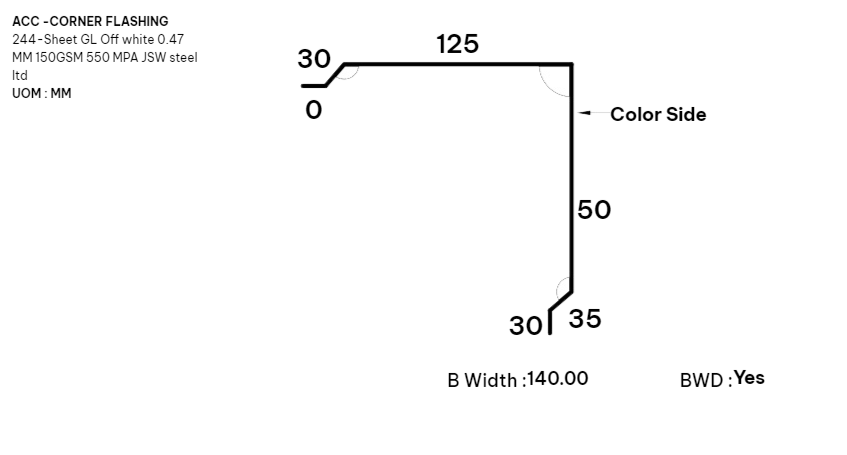 ACC -CORNER FLASHING
244-Sheet GL Off white 0.47
MM 150GSM 550 MPA JSW steel
ltd
UOM : MM
125
30
0
Color Side
50
30
35
B Width :140.00
BWD :Yes